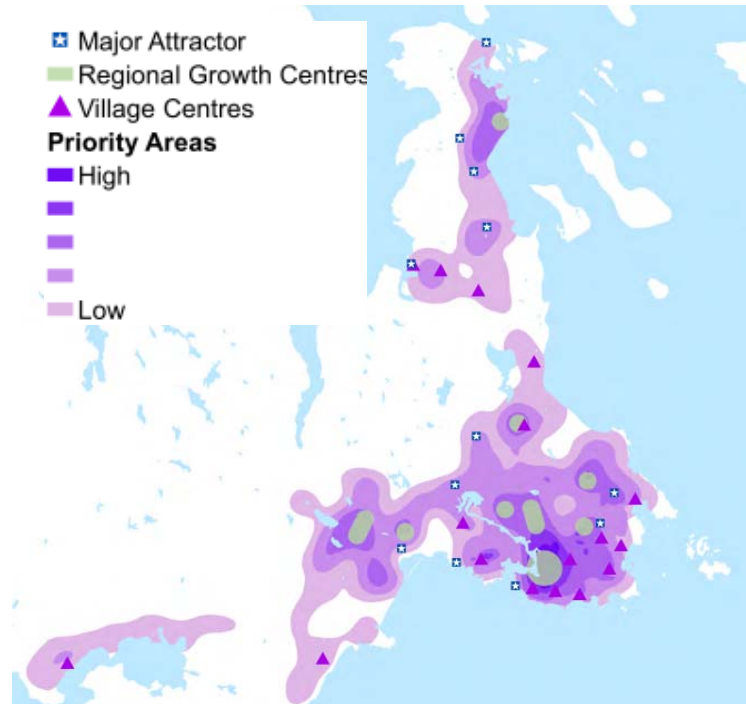 Major Attractor
Regional Growth Centres
Village Centres
Priority Areas
High
Low